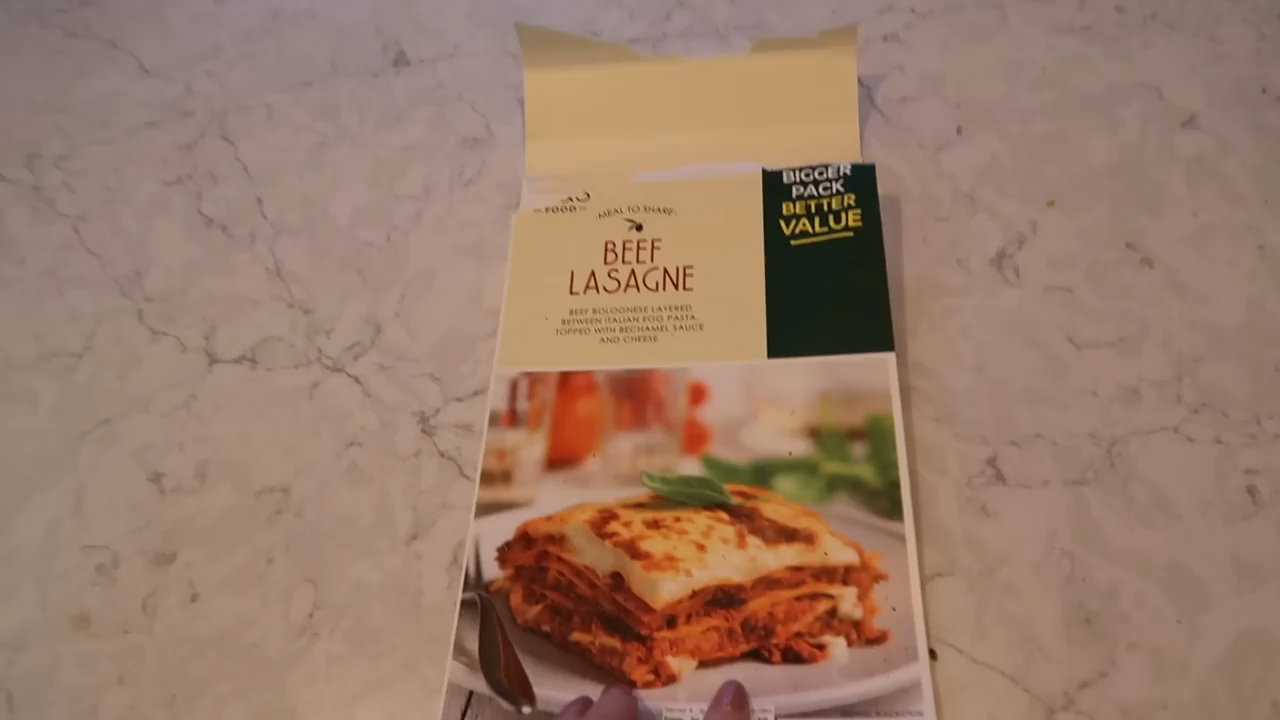 FOOD
MEAL TO SHARE
BEEF
LASAGNE
BEEF BOLOGNESE LAYERED
BETWEEN ITALIAN EGG PASTA,
TOPPED WITH BECHAMEL SAUCE
AND CHEESE
BIGGER
PACK
BETTER
VALUE